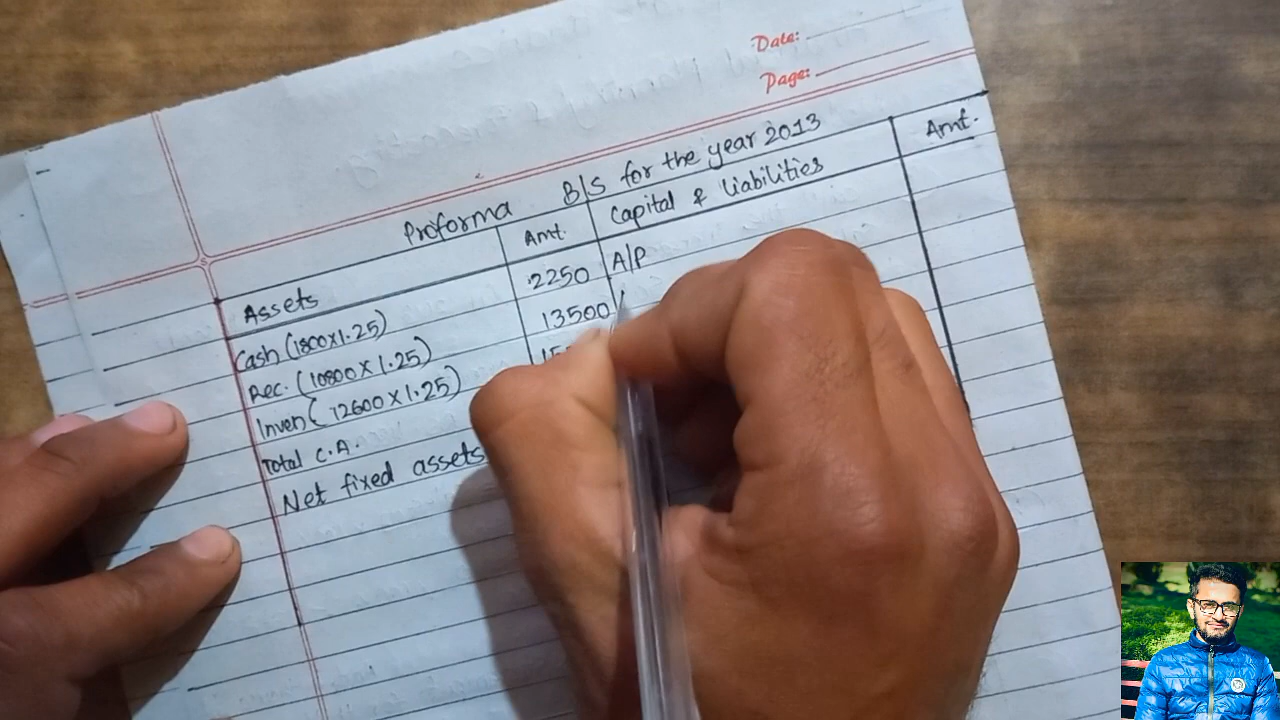 Date:
Page:
Proforma B/S for the year 2013
Assets Amt. Capital & Liabilities Amt.
Cash (1800x1.25) 2250 A/P
Rec. (10800 x 1.25) 13500
Inven( 12600 x 1.25)
Total C.A.
Net fixed assets